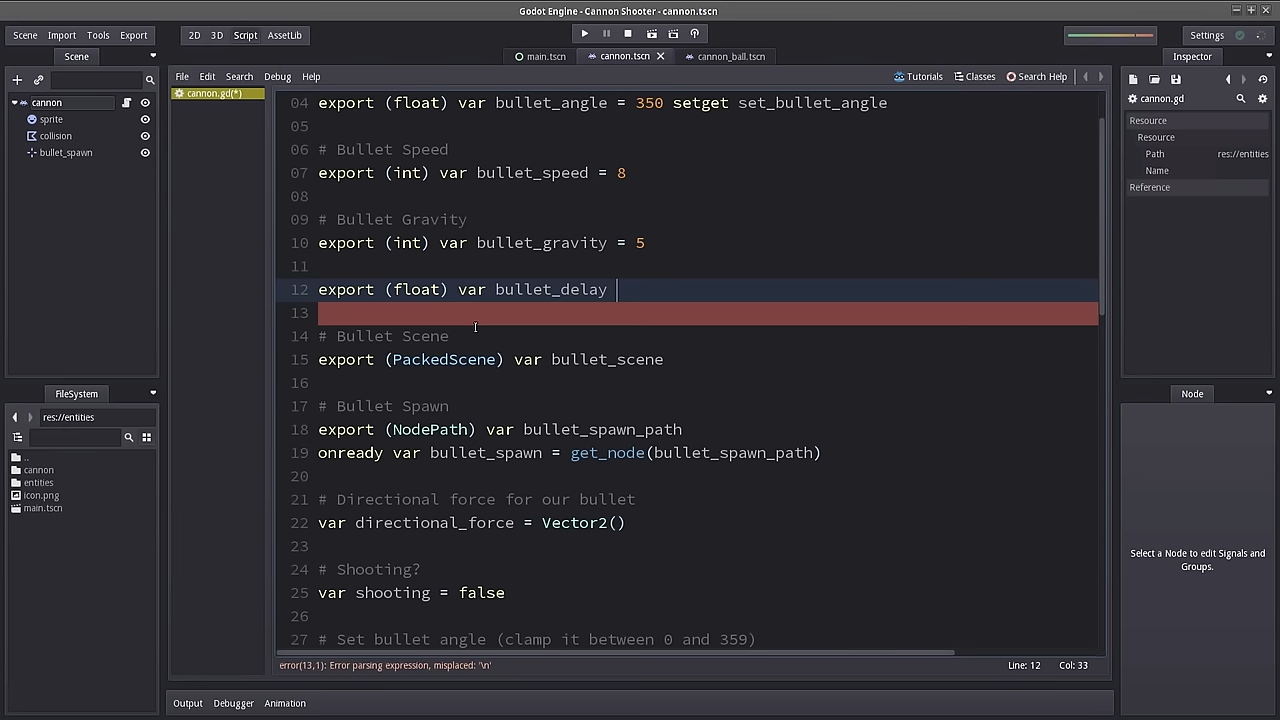 Godot Engine - Cannon Shooter - cannon.tscn
Scene Import Tools Export 2D 3D Script AssetLib Settings
Scene main.tscn cannon.tscn cannon_ball.tscn Inspector
File Edit Search Debug Help Tutorials Classes Search Help
cannon
sprite
collision
bullet_spawn
cannon.gd(*)
04 export (float) var bullet_angle = 350 setget set_bullet_angle
05
06 # Bullet Speed
07 export (int) var bullet_speed = 8
08
09 # Bullet Gravity
10 export (int) var bullet_gravity = 5
11
12 export (float) var bullet_delay
13
14 # Bullet Scene
15 export (PackedScene) var bullet_scene
16
17 # Bullet Spawn
18 export (NodePath) var bullet_spawn_path
19 onready var bullet_spawn = get_node(bullet_spawn_path)
20
21 # Directional force for our bullet
22 var directional_force = Vector2()
23
24 # Shooting?
25 var shooting = false
26
27 # Set bullet angle (clamp it between 0 and 359)
error(13,1): Error parsing expression, misplaced: '\n' Line: 12 Col: 33
Output Debugger Animation
FileSystem
res://entities
..
cannon
entities
icon.png
main.tscn
cannon.gd
Resource
Resource
Path res://entities
Name
Reference
Node
Select a Node to edit Signals and
Groups.